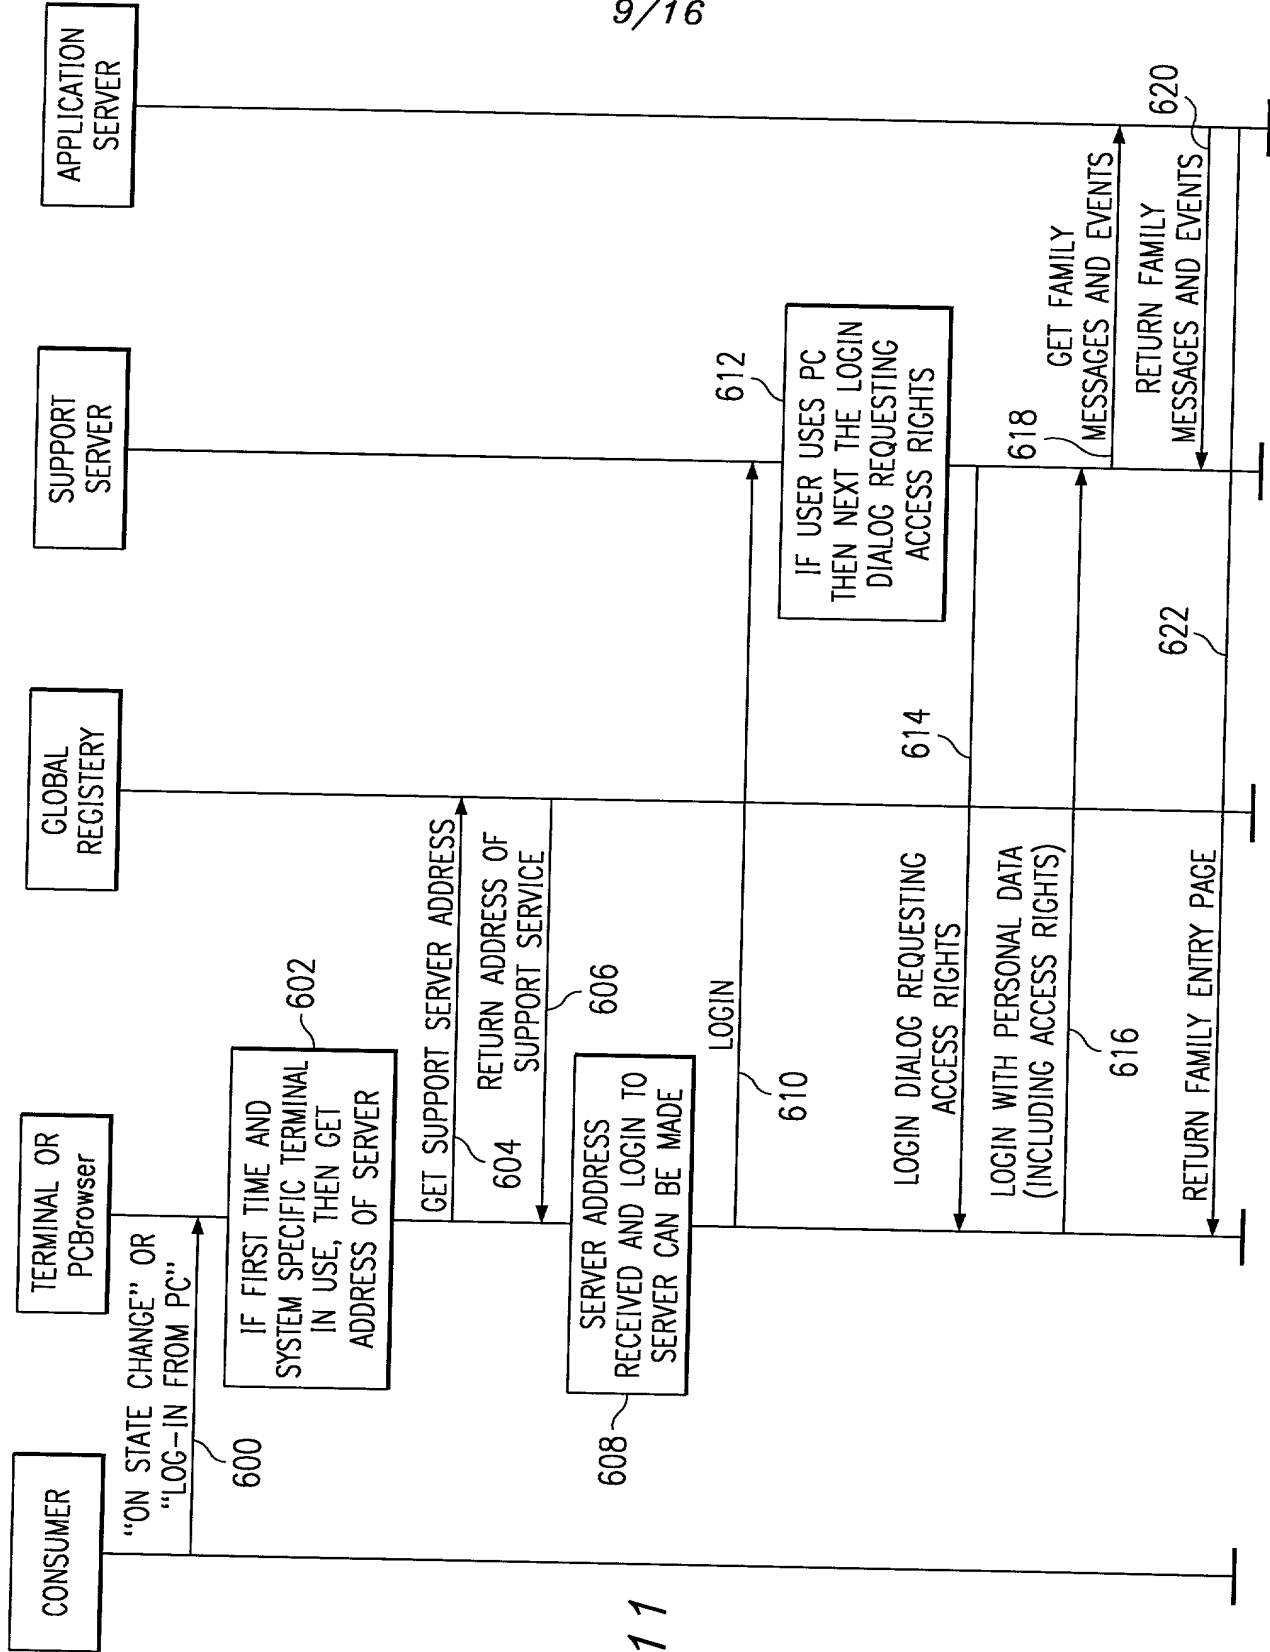 9/16
CONSUMER
TERMINAL OR
PCBrowser
GLOBAL
REGISTERY
SUPPORT
SERVER
APPLICATION
SERVER
“ON STATE CHANGE” OR
“LOG-IN FROM PC”
600
IF FIRST TIME AND
SYSTEM SPECIFIC TERMINAL
IN USE, THEN GET
ADDRESS OF SERVER
602
GET SUPPORT SERVER ADDRESS
604
RETURN ADDRESS OF
SUPPORT SERVICE
606
SERVER ADDRESS
RECEIVED AND LOGIN TO
SERVER CAN BE MADE
608
LOGIN
610
IF USER USES PC
THEN NEXT THE LOGIN
DIALOG REQUESTING
ACCESS RIGHTS
612
LOGIN DIALOG REQUESTING
ACCESS RIGHTS
614
LOGIN WITH PERSONAL DATA
(INCLUDING ACCESS RIGHTS)
616
GET FAMILY
MESSAGES AND EVENTS
618
RETURN FAMILY
MESSAGES AND EVENTS
620
RETURN FAMILY ENTRY PAGE
622
11